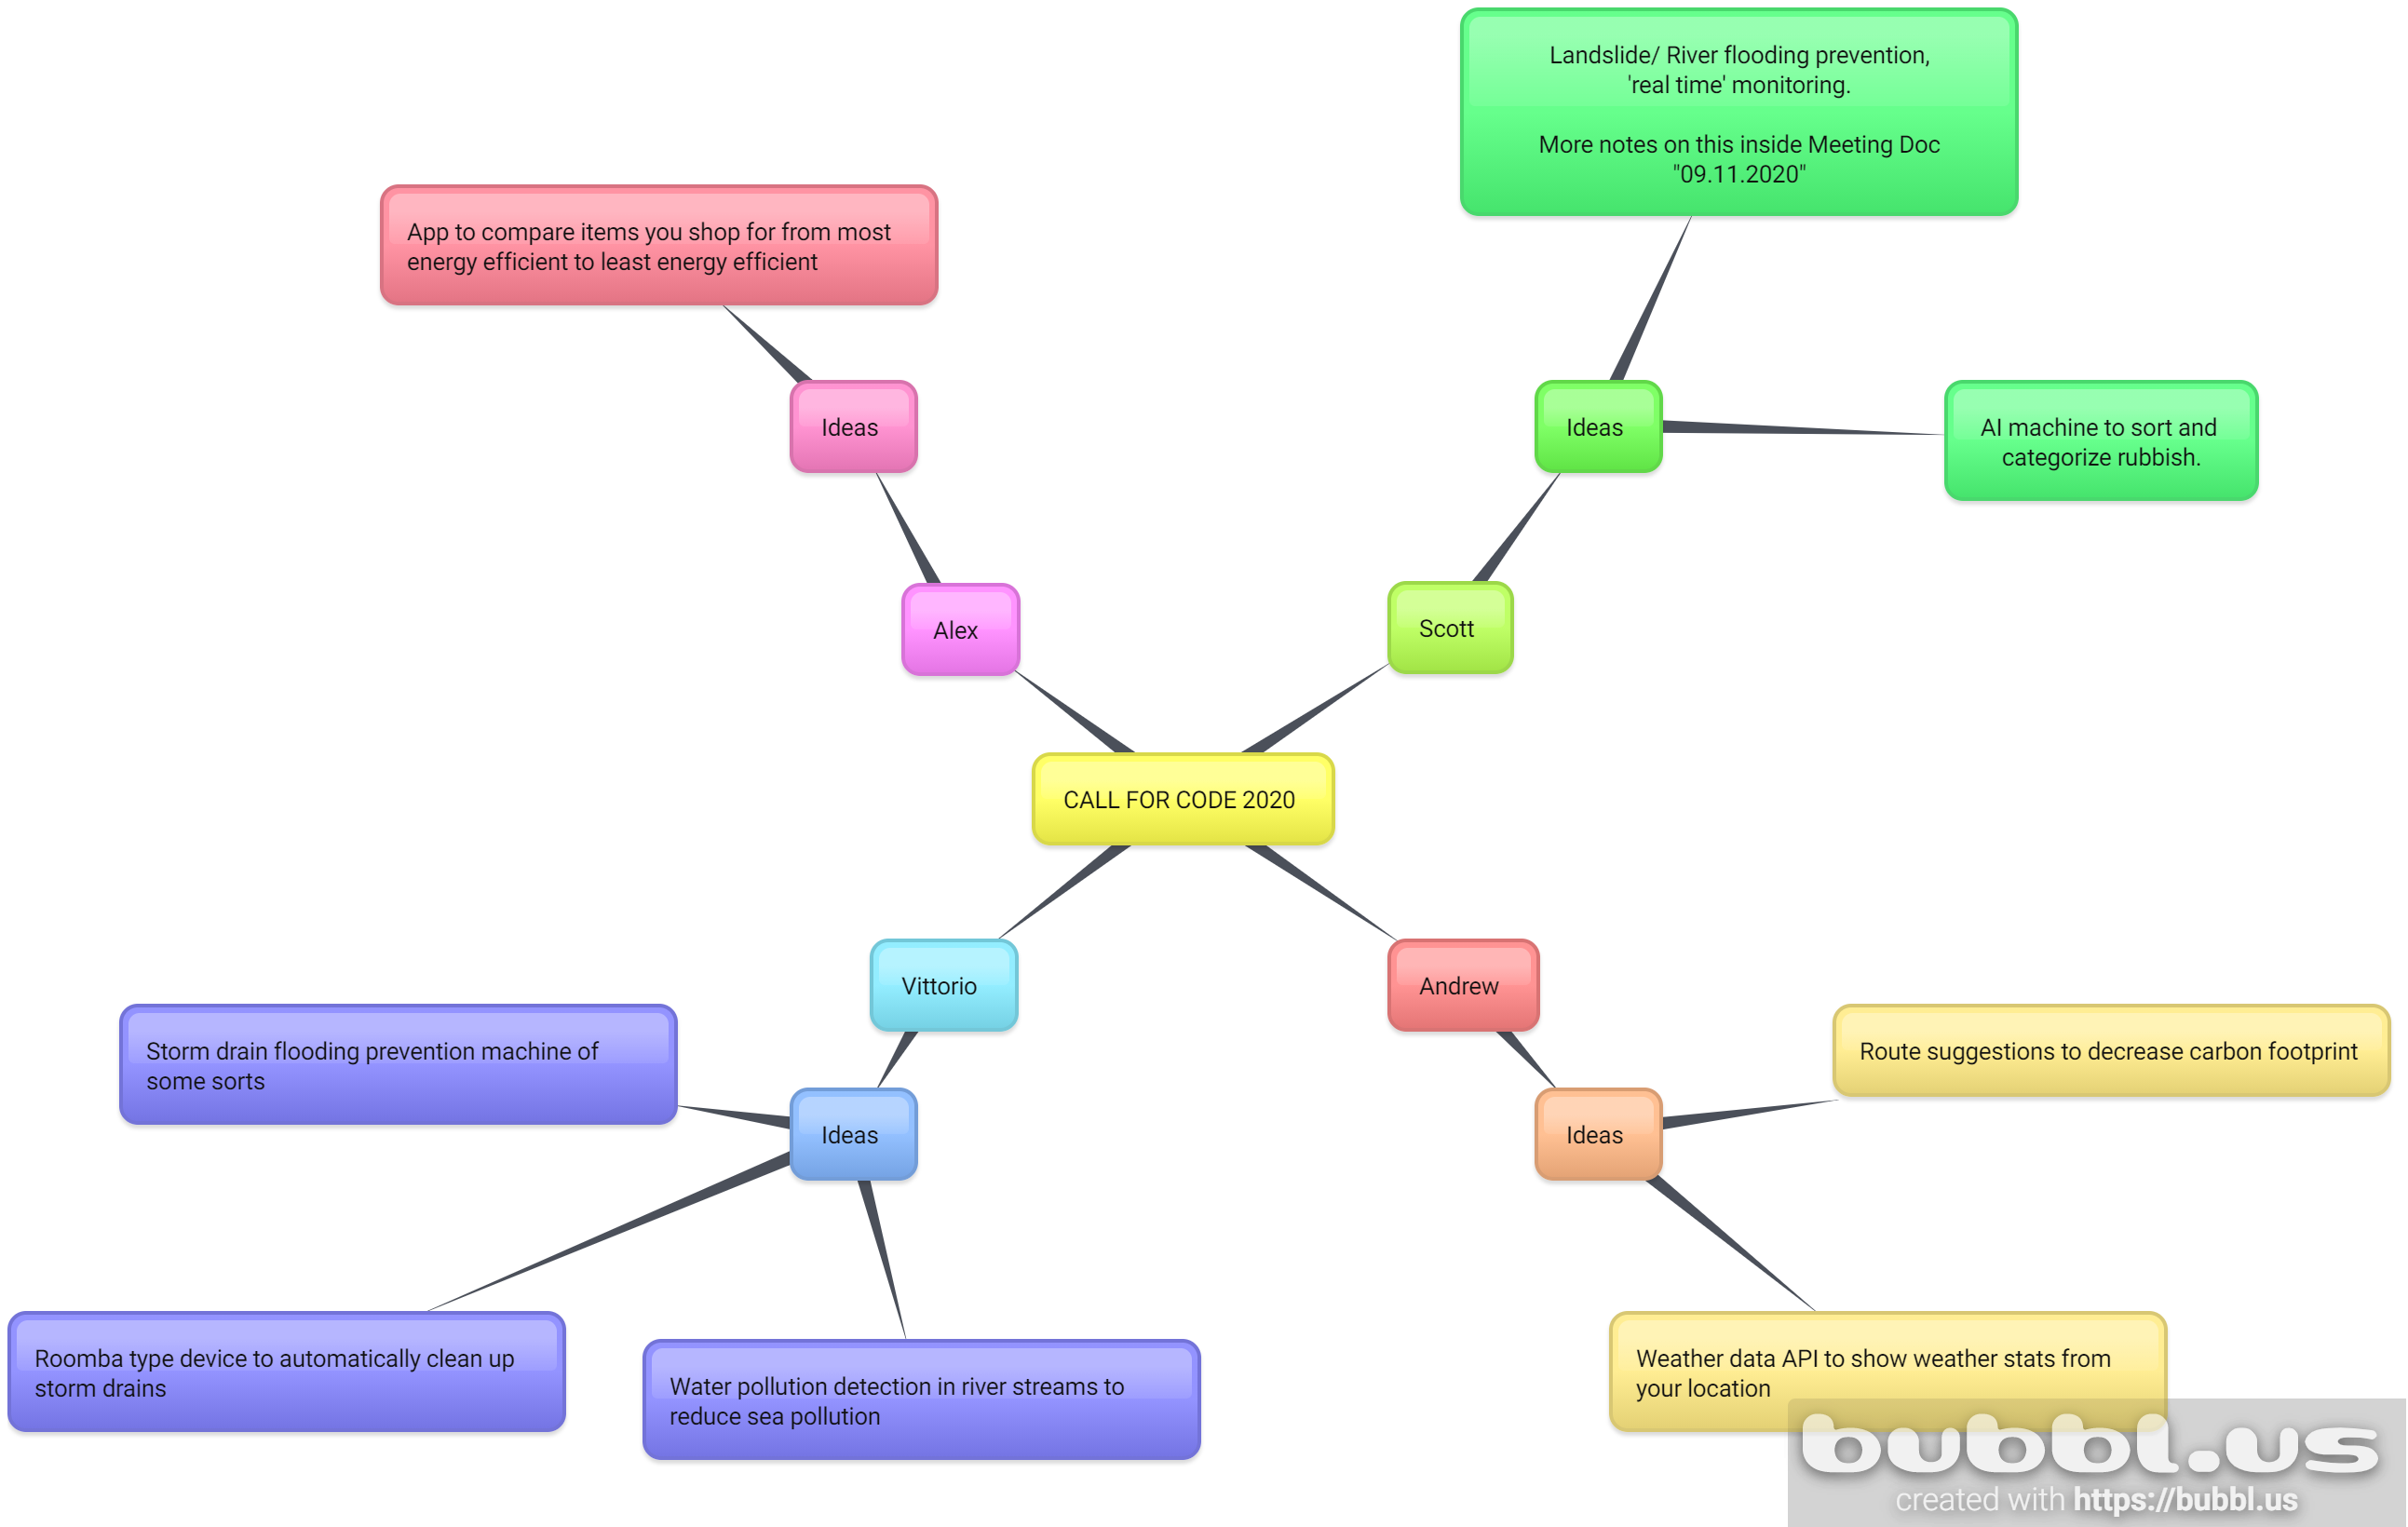 Landslide/ River flooding prevention,
'real time' monitoring.
More notes on this inside Meeting Doc
"09.11.2020"
App to compare items you shop for from most
energy efficient to least energy efficient
Ideas
Ideas
AI machine to sort and
categorize rubbish.
Alex
Scott
CALL FOR CODE 2020
Vittorio
Andrew
Storm drain flooding prevention machine of
some sorts
Route suggestions to decrease carbon footprint
Ideas
Ideas
Roomba type device to automatically clean up
storm drains
Water pollution detection in river streams to
reduce sea pollution
Weather data API to show weather stats from
your location
bubbl.us
created with https://bubbl.us